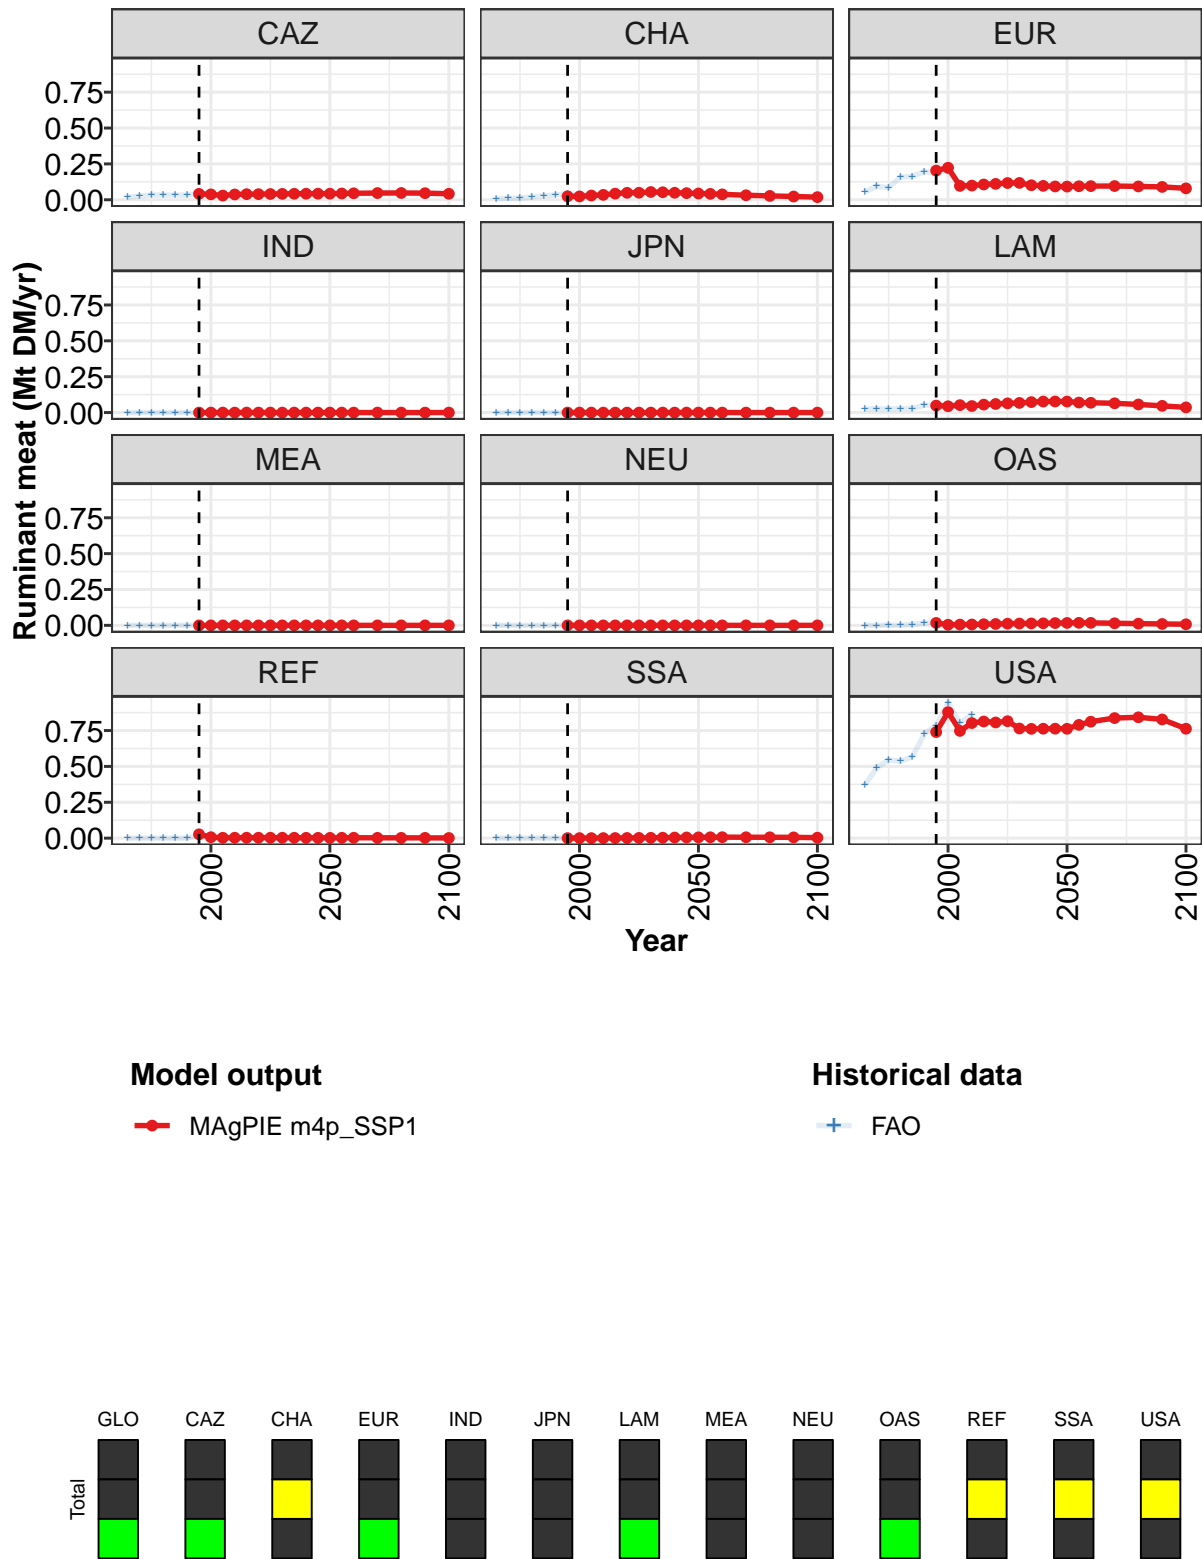 CAZ CHA EUR
0.75
0.50
0.25
0.00
IND JPN LAM
0.75
0.50
0.25
0.00
MEA NEU OAS
0.75
0.50
0.25
0.00
REF SSA USA
0.75
0.50
0.25
0.00
Ruminant meat (Mt DM/yr)
2000 2050 2100 2000 2050 2100 2000 2050 2100
Year
Model output Historical data
MAgPIE m4p_SSP1 FAO
GLO CAZ CHA EUR IND JPN LAM MEA NEU OAS REF SSA USA
Total